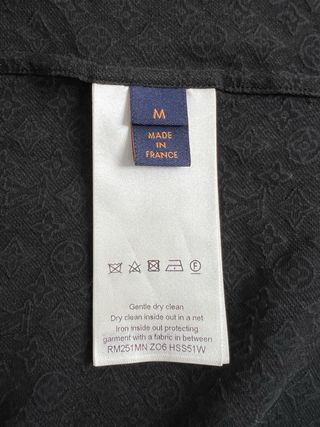 M
MADE
IN
FRANCE
Gentle dry clean
Dry clean inside out in a net
Iron inside out protecting
garment with a fabric in between
RM251MN ZO6 HSS51W